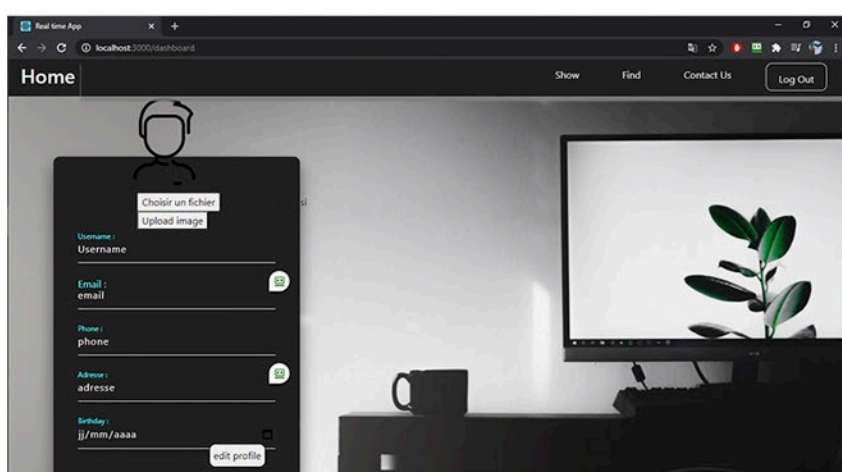 Real time App
localhost:3000/dashboard
Home
Show
Find
Contact Us
Log Out
Choisir un fichier
si
Upload image
Username :
Username
Email :
email
Phone :
phone
Adresse :
adresse
Birthday :
jj/mm/aaaa
edit profile